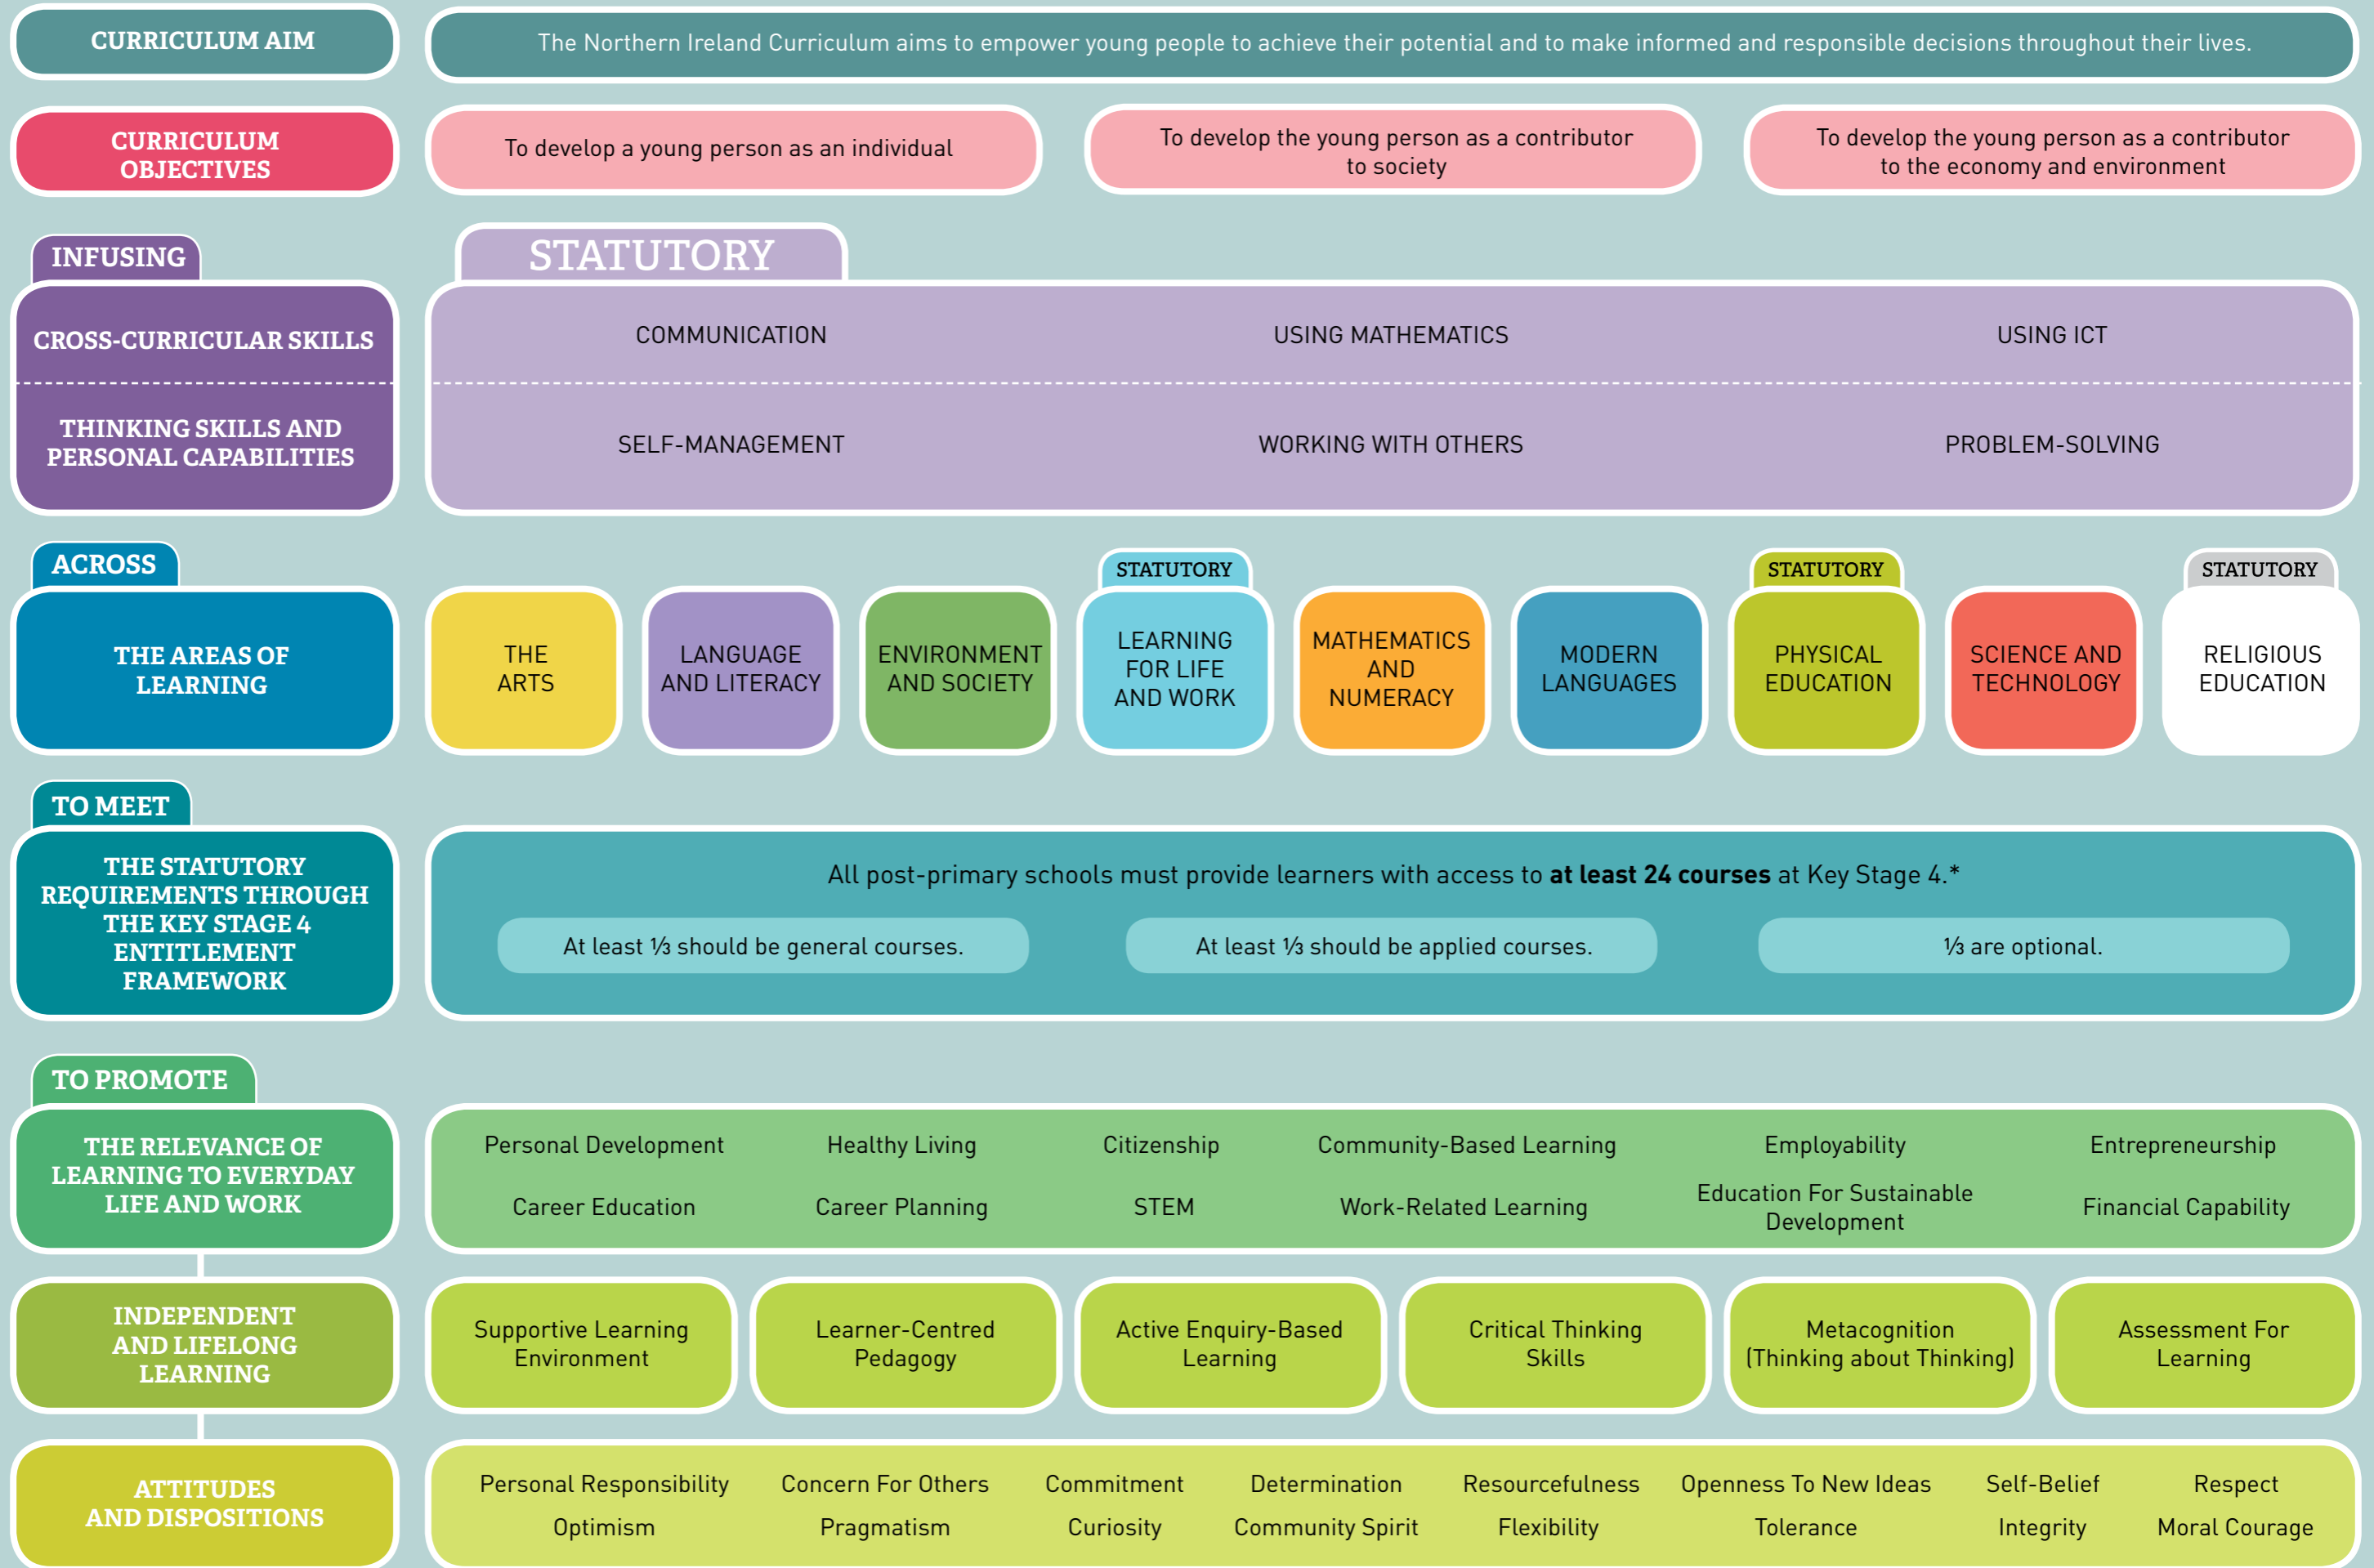 CURRICULUM AIM
The Northern Ireland Curriculum aims to empower young people to achieve their potential and to make informed and responsible decisions throughout their lives.
CURRICULUM
OBJECTIVES
To develop a young person as an individual
To develop the young person as a contributor
to society
To develop the young person as a contributor
to the economy and environment
INFUSING
STATUTORY
CROSS-CURRICULAR SKILLS
COMMUNICATION
USING MATHEMATICS
USING ICT
THINKING SKILLS AND
PERSONAL CAPABILITIES
SELF-MANAGEMENT
WORKING WITH OTHERS
PROBLEM-SOLVING
ACROSS
THE AREAS OF
LEARNING
THE
ARTS
LANGUAGE
AND LITERACY
ENVIRONMENT
AND SOCIETY
STATUTORY
LEARNING
FOR LIFE
AND WORK
MATHEMATICS
AND
NUMERACY
MODERN
LANGUAGES
STATUTORY
PHYSICAL
EDUCATION
SCIENCE AND
TECHNOLOGY
STATUTORY
RELIGIOUS
EDUCATION
TO MEET
THE STATUTORY
REQUIREMENTS THROUGH
THE KEY STAGE 4
ENTITLEMENT
FRAMEWORK
All post-primary schools must provide learners with access to at least 24 courses at Key Stage 4.*
At least ⅓ should be general courses.
At least ⅓ should be applied courses.
⅓ are optional.
TO PROMOTE
THE RELEVANCE OF
LEARNING TO EVERYDAY
LIFE AND WORK
Personal Development
Healthy Living
Citizenship
Community-Based Learning
Employability
Entrepreneurship
Career Education
Career Planning
STEM
Work-Related Learning
Education For Sustainable
Development
Financial Capability
INDEPENDENT
AND LIFELONG
LEARNING
Supportive Learning
Environment
Learner-Centred
Pedagogy
Active Enquiry-Based
Learning
Critical Thinking
Skills
Metacognition
(Thinking about Thinking)
Assessment For
Learning
ATTITUDES
AND DISPOSITIONS
Personal Responsibility
Concern For Others
Commitment
Determination
Resourcefulness
Openness To New Ideas
Self-Belief
Respect
Optimism
Pragmatism
Curiosity
Community Spirit
Flexibility
Tolerance
Integrity
Moral Courage